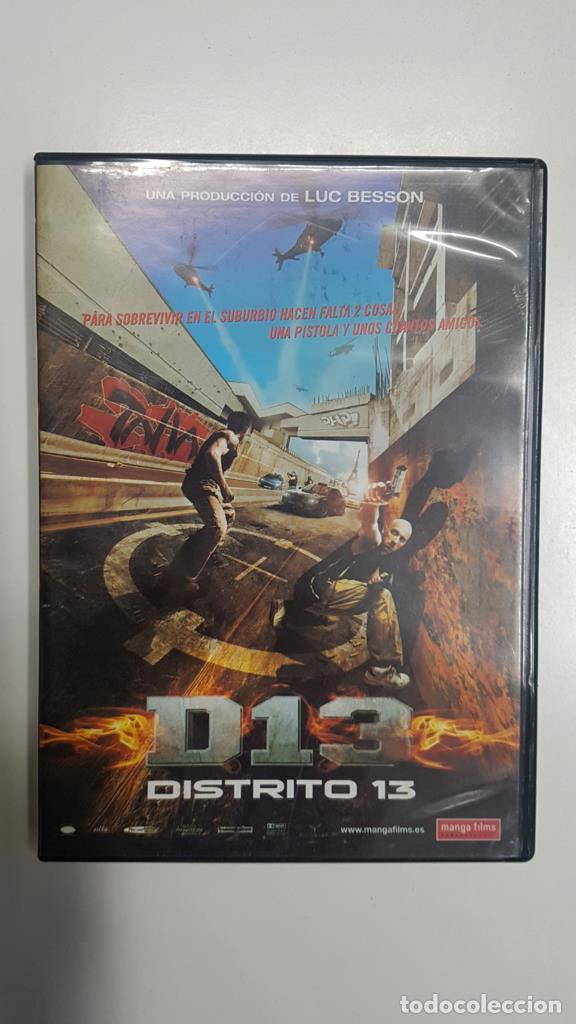 UNA PRODUCCIÓN DE LUC BESSON
PARA SOBREVIVIR EN EL SUBURBIO HACEN FALTA 2 COSAS
UNA PISTOLA Y UNOS CUANTOS AMIGOS
D13
DISTRITO 13
www.mangafilms.es
manga films
todocoleccion